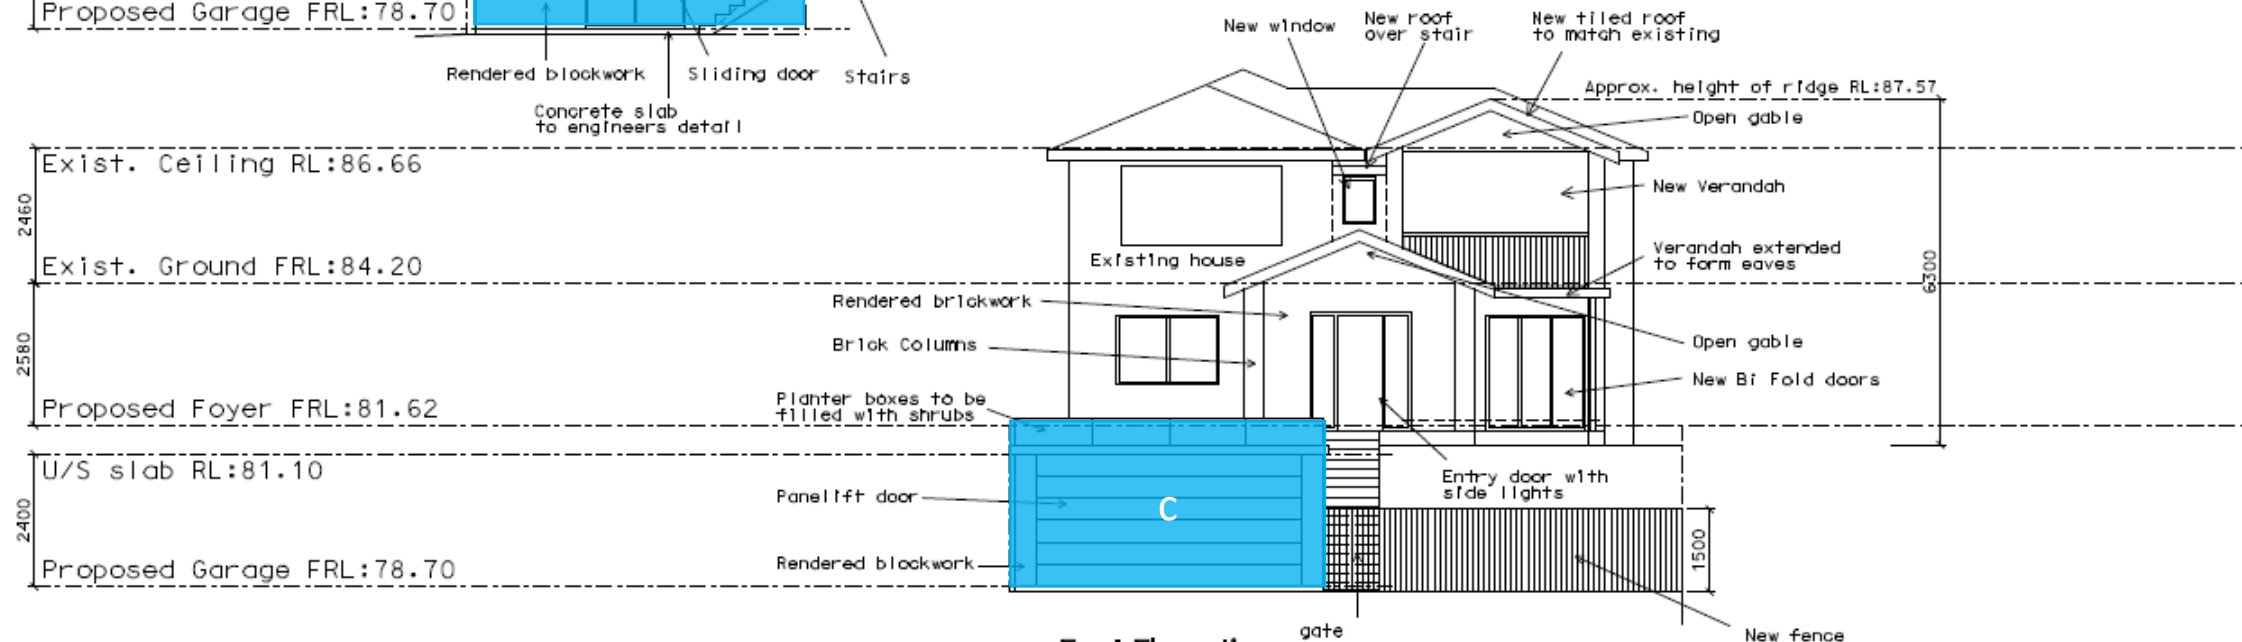 Proposed Garage FRL:78.70
Rendered blockwork
Sliding door
Stairs
Concrete slab
to engineers detail
New window
New roof
over stair
New tiled roof
to match existing
Approx. height of ridge RL:87.57
Open gable
Exist. Ceiling RL:86.66
New Verandah
2460
Exist. Ground FRL:84.20
Existing house
Verandah extended
to form eaves
6300
Rendered brickwork
Brick Columns
Open gable
2580
New Bi Fold doors
Proposed Foyer FRL:81.62
Planter boxes to be
filled with shrubs
U/S slab RL:81.10
Entry door with
side lights
Panelift door
C
2400
1500
Proposed Garage FRL:78.70
Rendered blockwork
gate
New fence